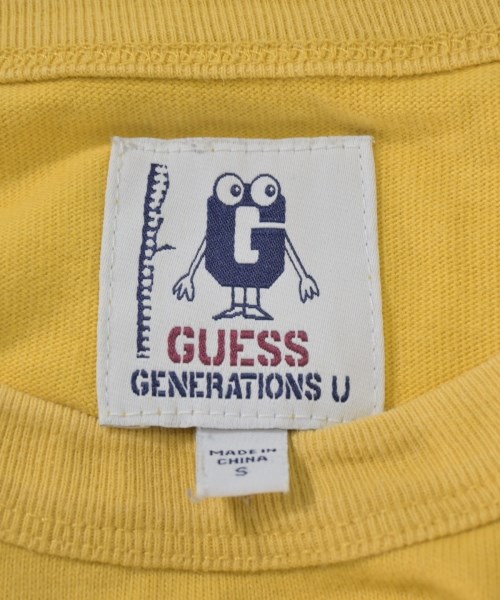 G
GUESS
GENERATIONS U
MADE IN
CHINA
S